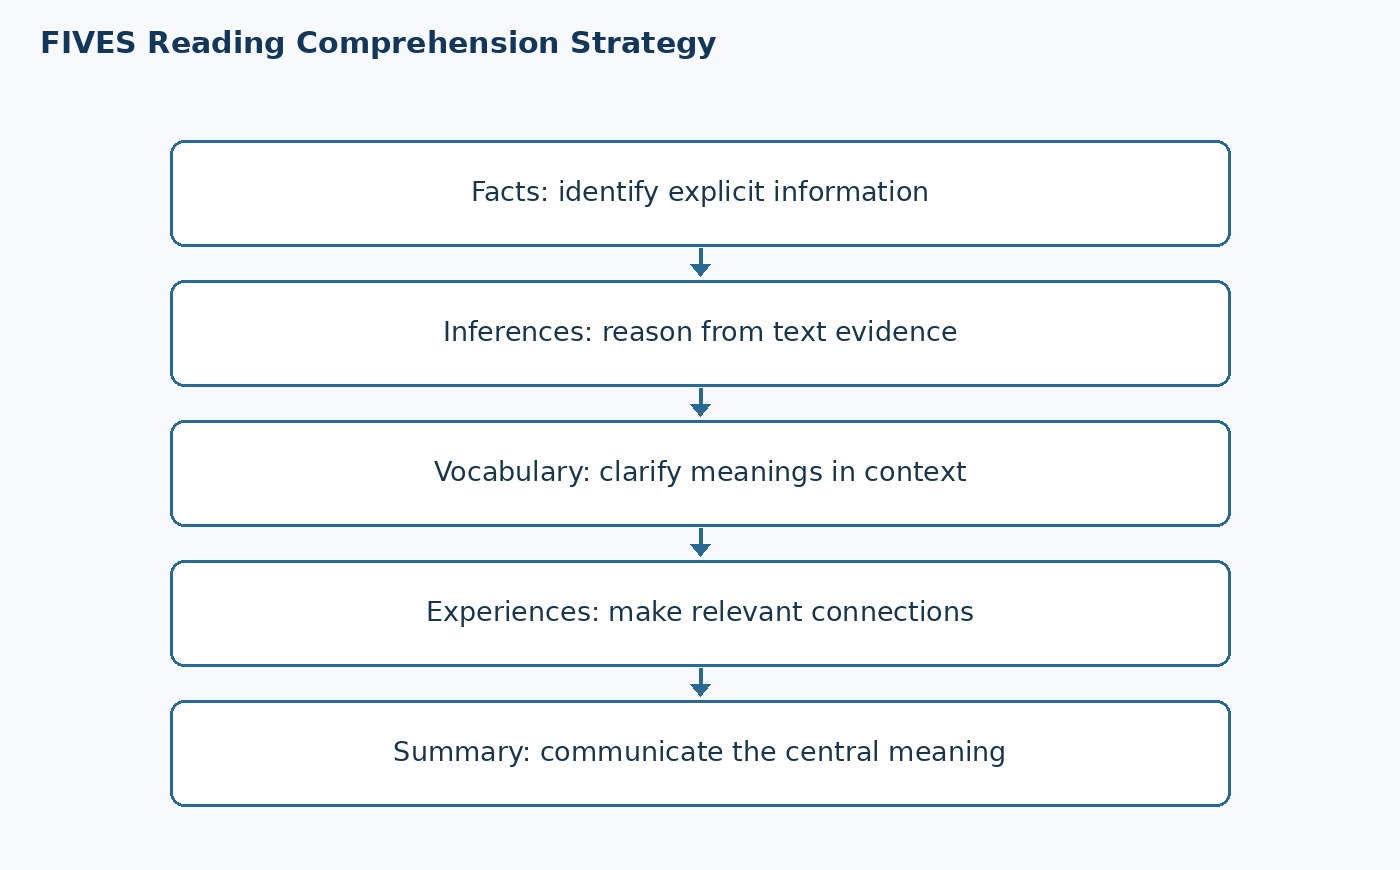 FIVES Reading Comprehension Strategy
Facts: identify explicit information
Inferences: reason from text evidence
Vocabulary: clarify meanings in context
Experiences: make relevant connections
Summary: communicate the central meaning